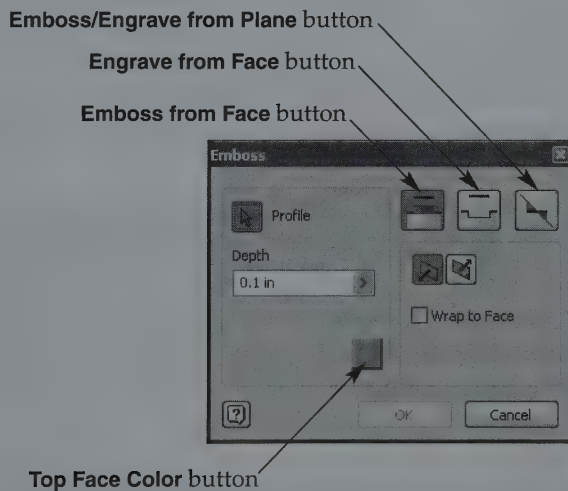 Emboss/Engrave from Plane button
Engrave from Face button
Emboss from Face button
Emboss
Profile
Depth
0.1 in
Wrap to Face
?
OK
Cancel
Top Face Color button